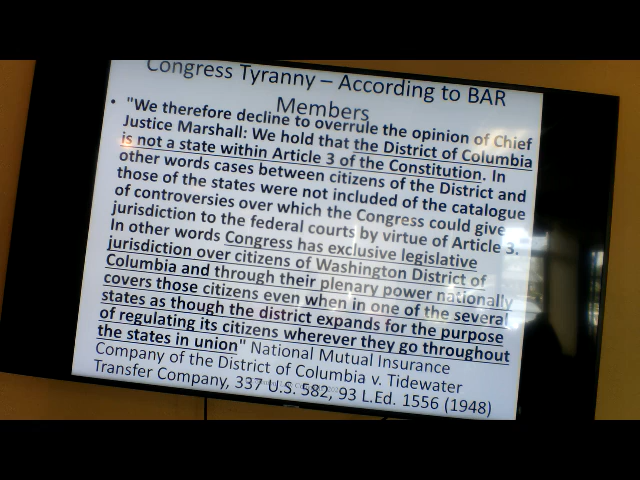 Congress Tyranny – According to BAR
Members
• "We therefore decline to overrule the opinion of Chief
Justice Marshall: We hold that the District of Columbia
is not a state within Article 3 of the Constitution. In
other words cases between citizens of the District and
those of the states were not included of the catalogue
of controversies over which the Congress could give
jurisdiction to the federal courts by virtue of Article 3.
In other words Congress has exclusive legislative
jurisdiction over citizens of Washington District of
Columbia and through their plenary power nationally
covers those citizens even when in one of the several
states as though the district expands for the purpose
of regulating its citizens wherever they go throughout
the states in union" National Mutual Insurance
Company of the District of Columbia v. Tidewater
Transfer Company, 337 U.S. 582, 93 L.Ed. 1556 (1948)